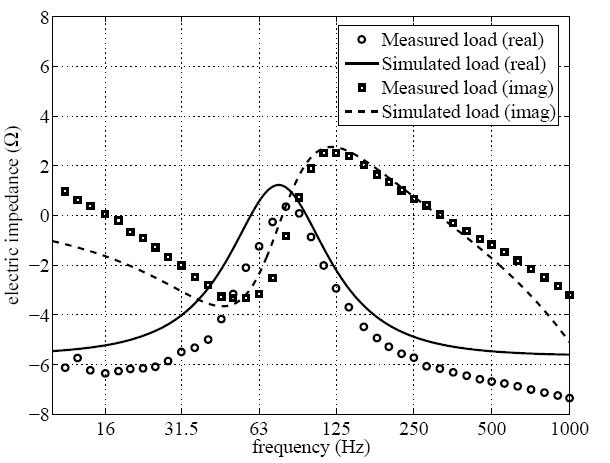 8
6
4
2
0
−2
−4
−6
−8
electric impedance (Ω)
Measured load (real)
Simulated load (real)
Measured load (imag)
Simulated load (imag)
16 31.5 63 125 250 500 1000
frequency (Hz)